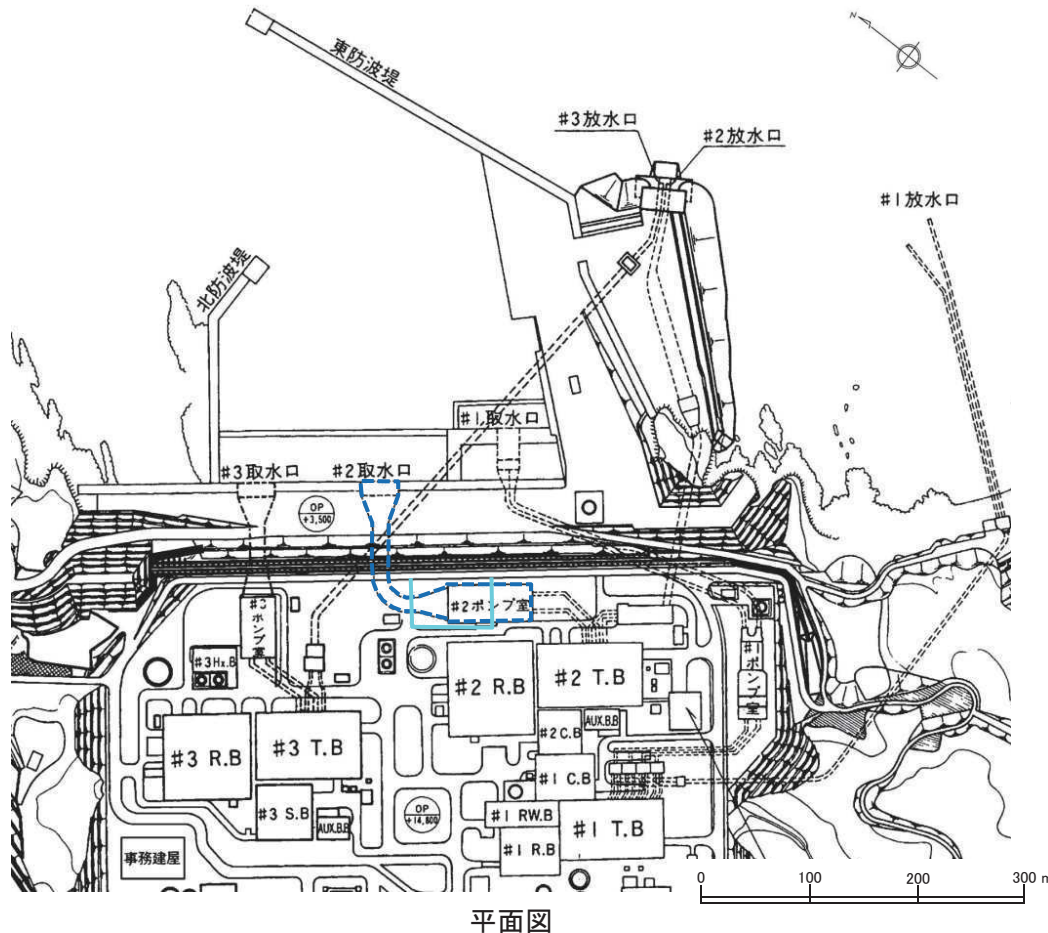 N
東防波堤
#3放水口
#2放水口
#1放水口
北防波堤
#1取水口
#3取水口
#2取水口
OP
+3,500
#3ポンプ室
#2ポンプ室
#1ポンプ室
#3Hx.B
#2 R.B
#2 T.B
AUX.B.B
#2 C.B
#3 R.B
#3 T.B
#1 C.B
OP
+14,800
#3 S.B
AUX.B.B
#1 RW.B
#1 T.B
#1 R.B
事務建屋
0 100 200 300 m
平面図